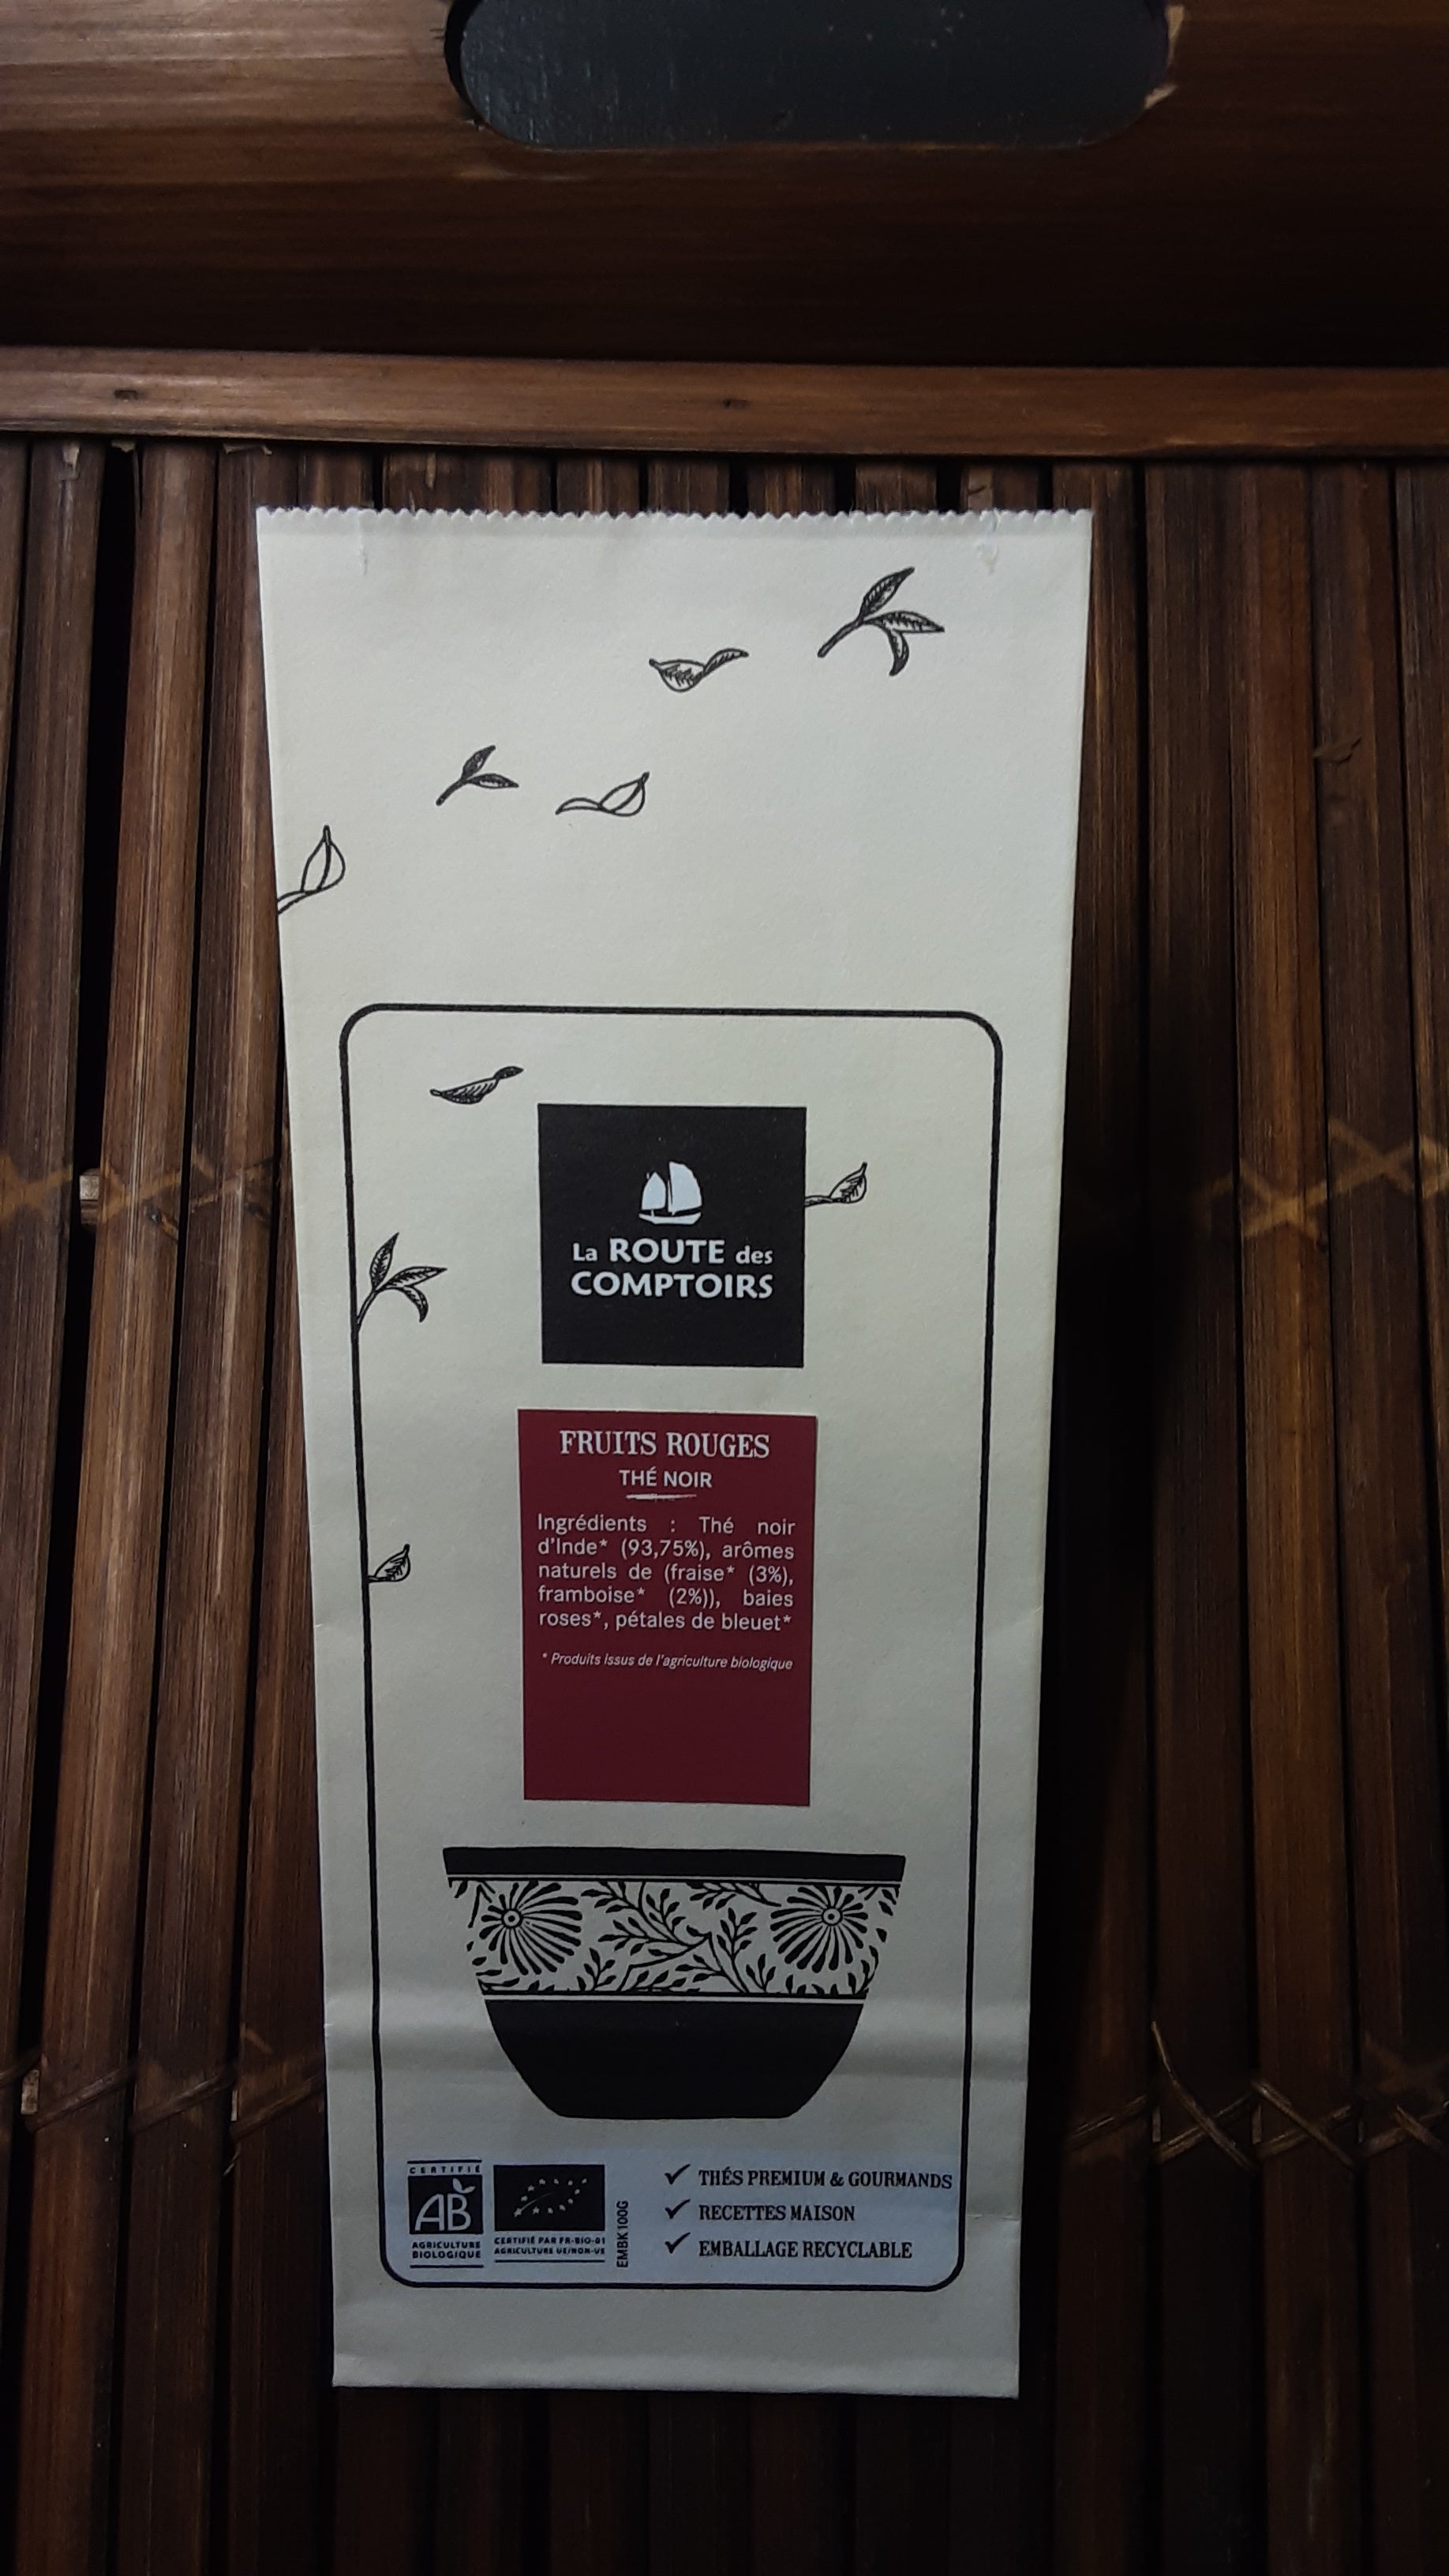 La ROUTE des
COMPTOIRS
FRUITS ROUGES
THÉ NOIR
Ingrédients : Thé noir
d'Inde* (93,75%), arômes
naturels de (fraise* (3%),
framboise* (2%)), baies
roses*, pétales de bleuet*
* Produits issus de l'agriculture biologique
CERTIFIÉ
AB
AGRICULTURE
BIOLOGIQUE
CERTIFIÉ PAR FR-BIO-01
AGRICULTURE UE/NON-UE
EMBK100G
THÉS PREMIUM & GOURMANDS
RECETTES MAISON
EMBALLAGE RECYCLABLE